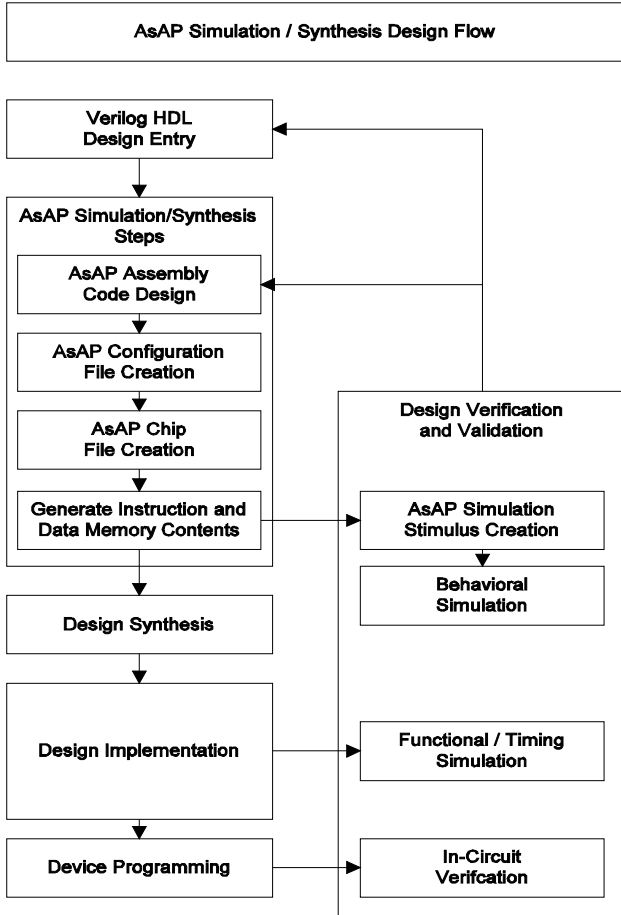 AsAP Simulation / Synthesis Design Flow
Verilog HDL
Design Entry
AsAP Simulation/Synthesis
Steps
AsAP Assembly
Code Design
AsAP Configuration
File Creation
AsAP Chip
File Creation
Generate Instruction and
Data Memory Contents
Design Synthesis
Design Implementation
Device Programming
Design Verification
and Validation
AsAP Simulation
Stimulus Creation
Behavioral
Simulation
Functional / Timing
Simulation
In-Circuit
Verifcation